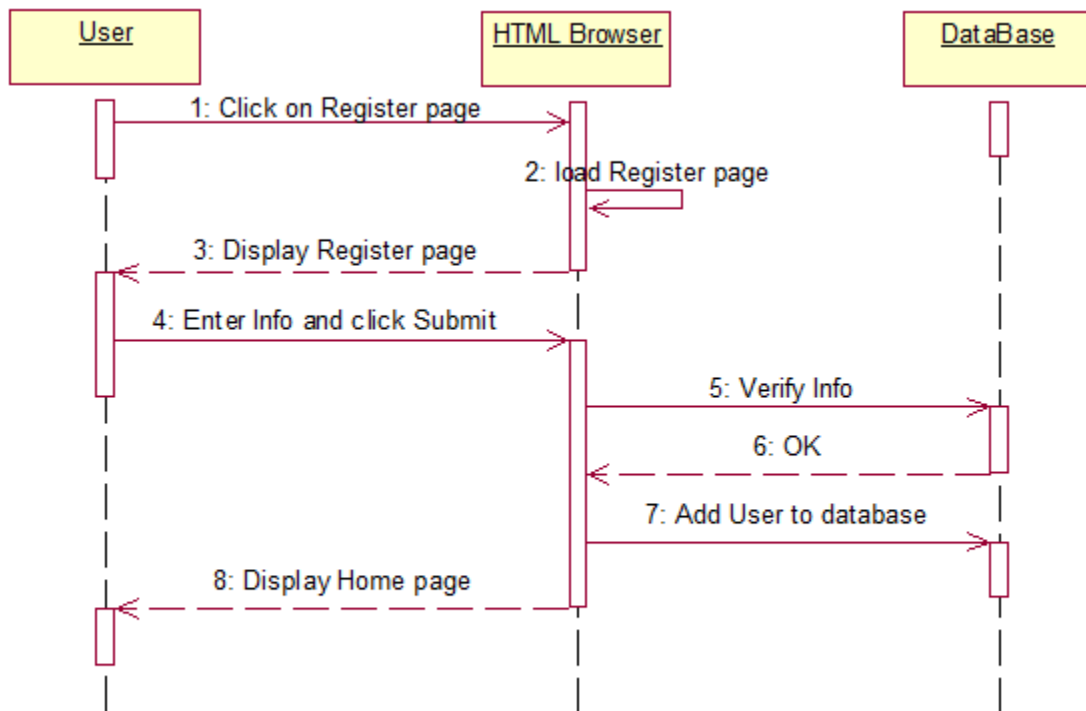 User
HTML Browser
DataBase
1: Click on Register page
2: load Register page
3: Display Register page
4: Enter Info and click Submit
5: Verify Info
6: OK
7: Add User to database
8: Display Home page